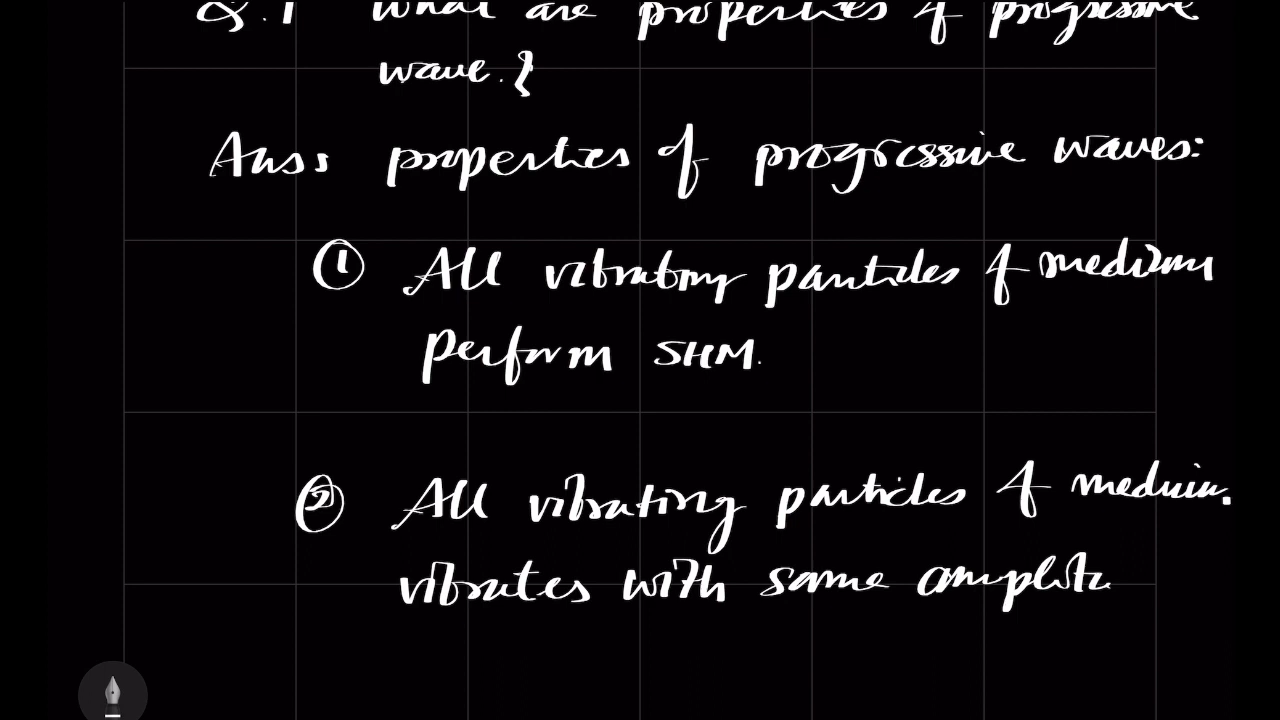 Q.1 What are properties of progressive
wave.?
Ans: properties of progressive waves:
① All vibrating particles of medium
perform SHM.
② All vibrating particles of medium.
vibrates with same